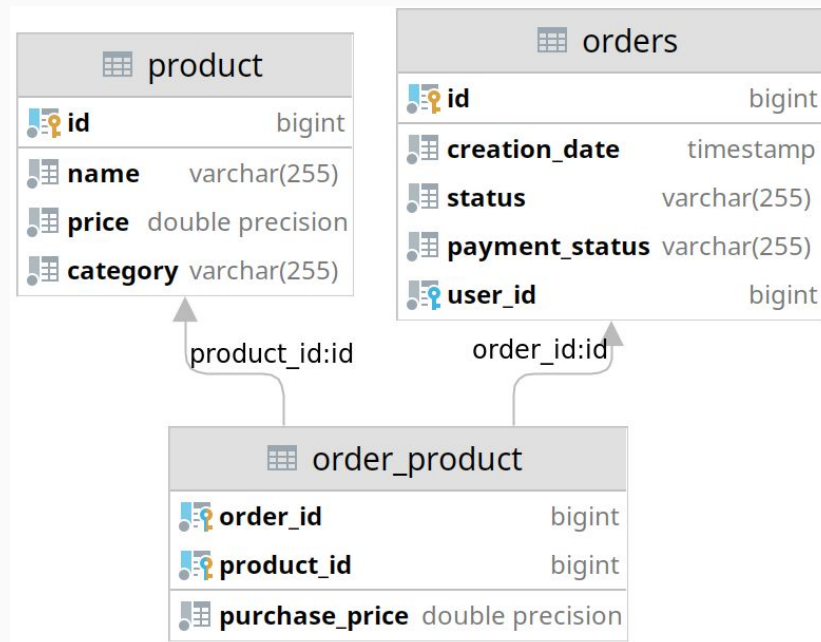 product
id bigint
name varchar(255)
price double precision
category varchar(255)
orders
id bigint
creation_date timestamp
status varchar(255)
payment_status varchar(255)
user_id bigint
product_id:id
order_id:id
order_product
order_id bigint
product_id bigint
purchase_price double precision